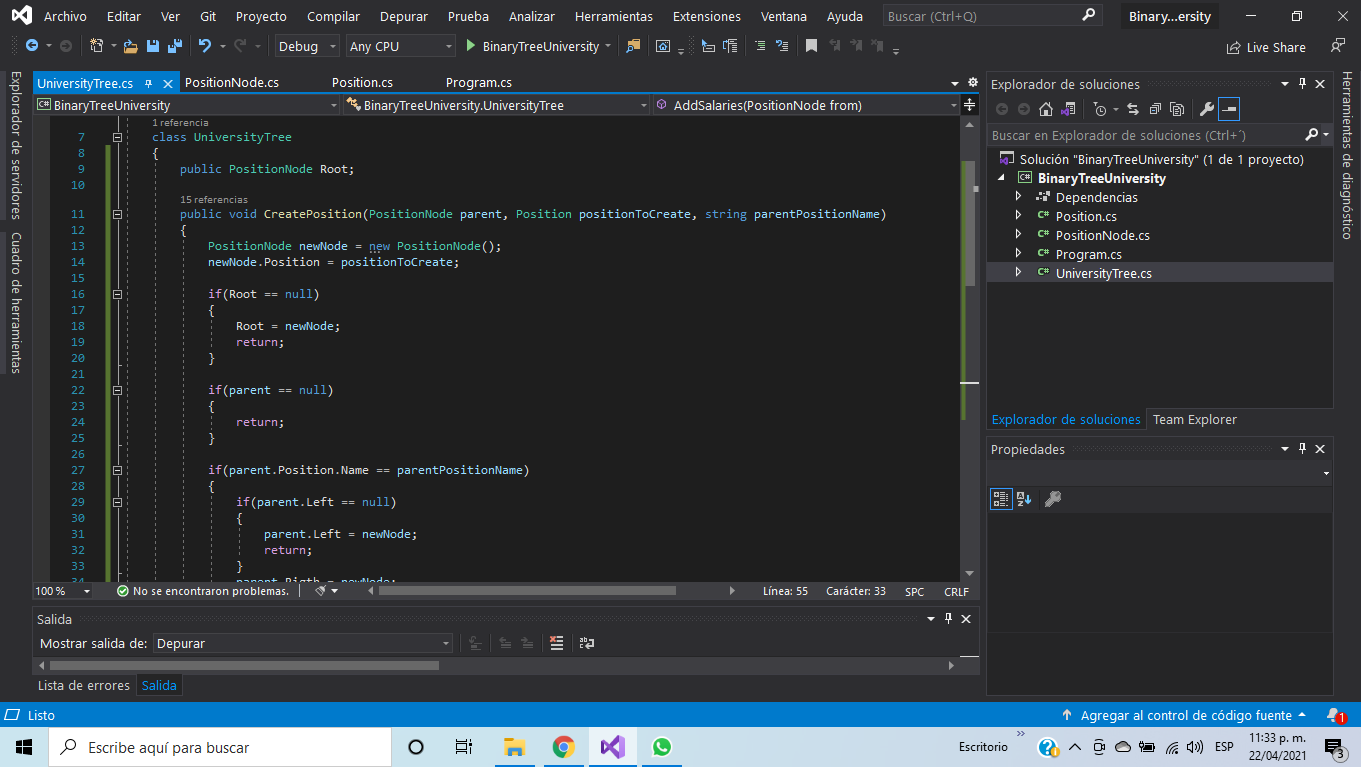 Archivo Editar Ver Git Proyecto Compilar Depurar Prueba Analizar Herramientas Extensiones Ventana Ayuda Buscar (Ctrl+Q) Binary...ersity
Debug Any CPU BinaryTreeUniversity Live Share
Explorador de servidores
Cuadro de herramientas
UniversityTree.cs PositionNode.cs Position.cs Program.cs
BinaryTreeUniversity BinaryTreeUniversity.UniversityTree AddSalaries(PositionNode from)
1 referencia
7 class UniversityTree
8 {
9 public PositionNode Root;
10
15 referencias
11 public void CreatePosition(PositionNode parent, Position positionToCreate, string parentPositionName)
12 {
13 PositionNode newNode = new PositionNode();
14 newNode.Position = positionToCreate;
15
16 if(Root == null)
17 {
18 Root = newNode;
19 return;
20 }
21
22 if(parent == null)
23 {
24 return;
25 }
26
27 if(parent.Position.Name == parentPositionName)
28 {
29 if(parent.Left == null)
30 {
31 parent.Left = newNode;
32 return;
33 }
34 parent.Rigth = newNode;
100 % No se encontraron problemas. Línea: 55 Carácter: 33 SPC CRLF
Salida
Mostrar salida de: Depurar
Lista de errores Salida
Explorador de soluciones
Buscar en Explorador de soluciones (Ctrl+´)
Solución "BinaryTreeUniversity" (1 de 1 proyecto)
BinaryTreeUniversity
Dependencias
Position.cs
PositionNode.cs
Program.cs
UniversityTree.cs
Explorador de soluciones Team Explorer
Propiedades
Herramientas de diagnóstico
Listo Agregar al control de código fuente 1
Escribe aquí para buscar Escritorio ESP 11:33 p. m.
22/04/2021 3